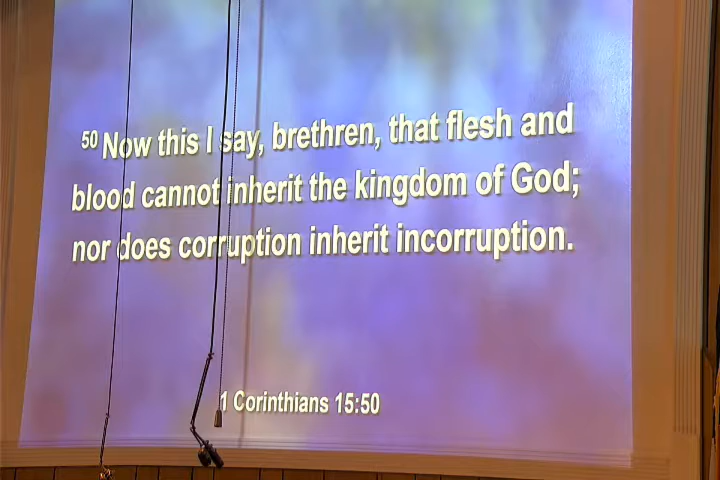 50 Now this I say, brethren, that flesh and
blood cannot inherit the kingdom of God;
nor does corruption inherit incorruption.
1 Corinthians 15:50